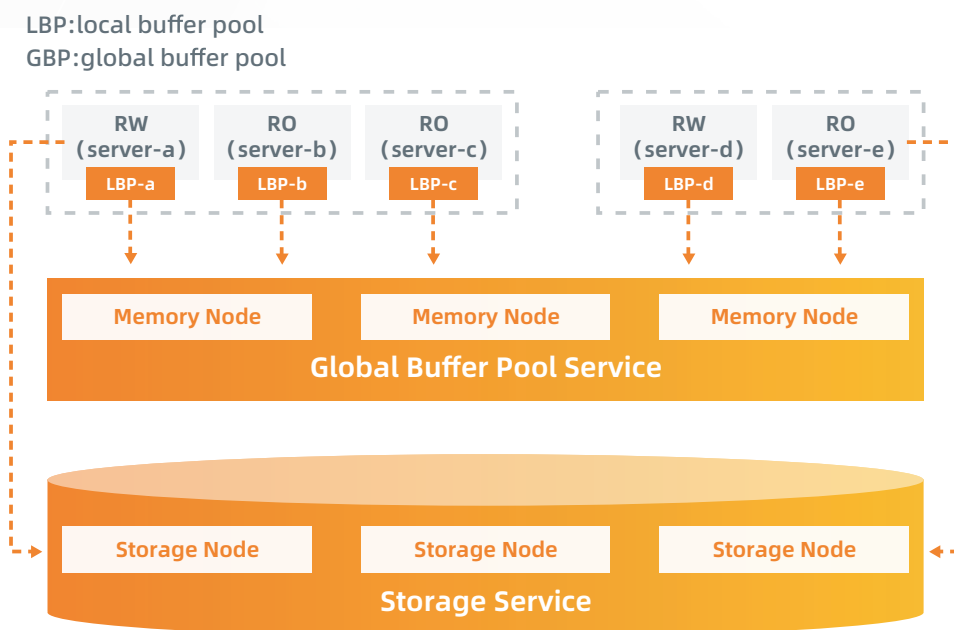 LBP:local buffer pool
GBP:global buffer pool
RW
(server-a)
LBP-a
RO
(server-b)
LBP-b
RO
(server-c)
LBP-c
RW
(server-d)
LBP-d
RO
(server-e)
LBP-e
Memory Node
Memory Node
Memory Node
Global Buffer Pool Service
Storage Node
Storage Node
Storage Node
Storage Service